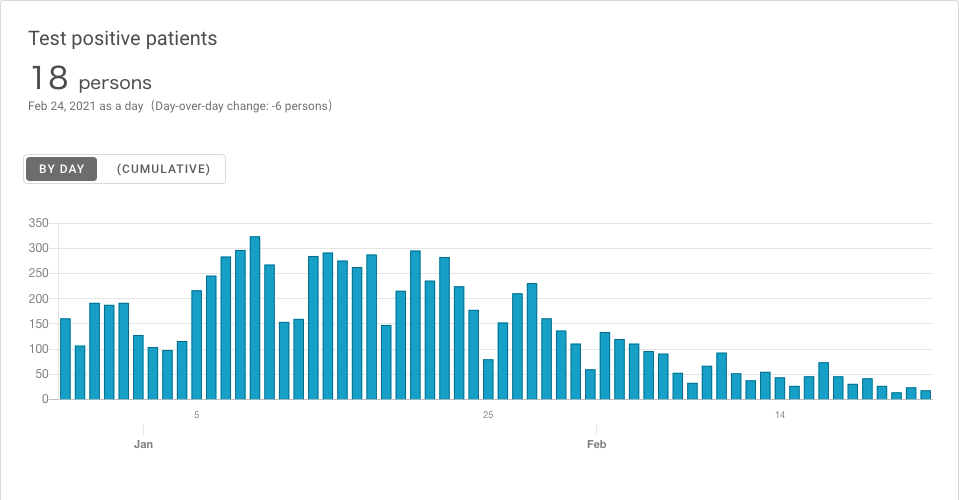 Test positive patients
18 persons
Feb 24, 2021 as a day（Day-over-day change: -6 persons）
BY DAY
(CUMULATIVE)
350
300
250
200
150
100
50
0
5
25
14
Jan
Feb